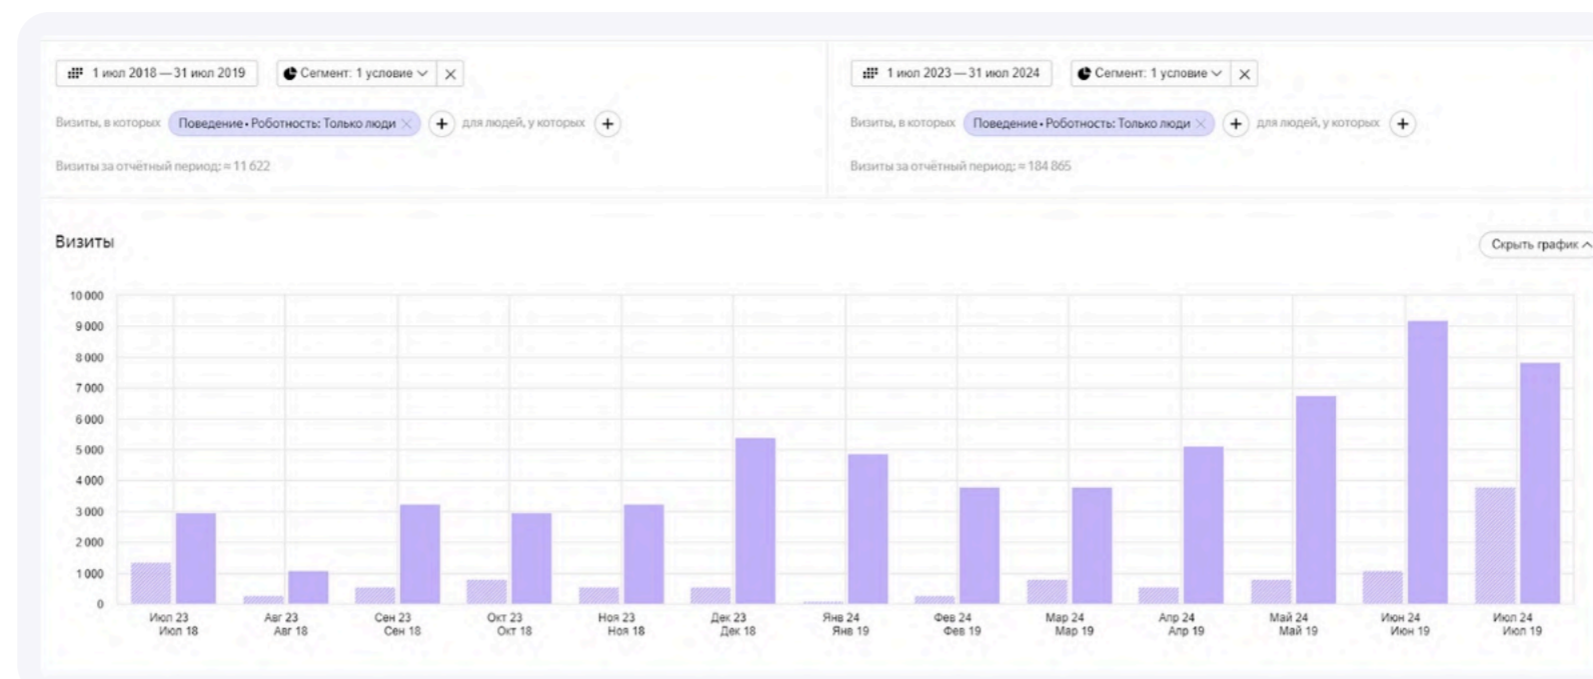 1 июл 2018 — 31 июл 2019 Сегмент: 1 условие
Визиты, в которых Поведение • Роботность: Только люди для людей, у которых
Визиты за отчётный период: ≈ 11 622
1 июл 2023 — 31 июл 2024 Сегмент: 1 условие
Визиты, в которых Поведение • Роботность: Только люди для людей, у которых
Визиты за отчётный период: ≈ 184 865
Визиты
Скрыть график
10 000
9 000
8 000
7 000
6 000
5 000
4 000
3 000
2 000
1 000
0
Июл 23 Авг 23 Сен 23 Окт 23 Ноя 23 Дек 23 Янв 24 Фев 24 Мар 24 Апр 24 Май 24 Июн 24 Июл 24
Июл 18 Авг 18 Сен 18 Окт 18 Ноя 18 Дек 18 Янв 19 Фев 19 Мар 19 Апр 19 Май 19 Июн 19 Июл 19